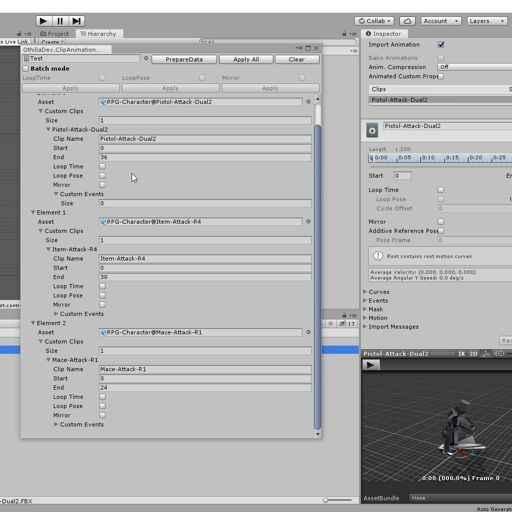 Project
Hierarchy
Collab
Account
Layers
Live Link
Create
All
OthillaDev.ClipAnimation...
Test
PrepareData
Apply All
Clear
Batch mode
LoopTime
LoopPose
Mirror
Apply
Apply
Apply
Asset
RPG-Character@Pistol-Attack-Dual2
Custom Clips
Size
1
Pistol-Attack-Dual2
Clip Name
Pistol-Attack-Dual2
Start
0
End
36
Loop Time
Loop Pose
Mirror
Custom Events
Size
0
Element 1
Asset
RPG-Character@Item-Attack-R4
Custom Clips
Size
1
Item-Attack-R4
Clip Name
Item-Attack-R4
Start
0
End
30
Loop Time
Loop Pose
Mirror
Custom Events
Element 2
Asset
RPG-Character@Mace-Attack-R1
Custom Clips
Size
1
Mace-Attack-R1
Clip Name
Mace-Attack-R1
Start
0
End
24
Loop Time
Loop Pose
Mirror
Custom Events
17
-Dual2.FBX
Inspector
Import Animation
Bake Animations
Anim. Compression
Off
Animated Custom Prop
Clips
Pistol-Attack-Dual2
Pistol-Attack-Dual2
Length 1.200
0:00 0:05 0:10 0:15 0:20 0:25
Start
0
Loop Time
Loop Pose
Cycle Offset
0
Mirror
Additive Reference Pose
Pose Frame
0
Root contains root motion curves
Average Velocity: (0.000, 0.000, 0.000)
Average Angular Y Speed: 0.0 deg/s
Curves
Events
Mask
Motion
Import Messages
Pistol-Attack-Dual2
IK 2D
0:00 (000.0%) Frame 0
AssetBundle
None
Auto Generate